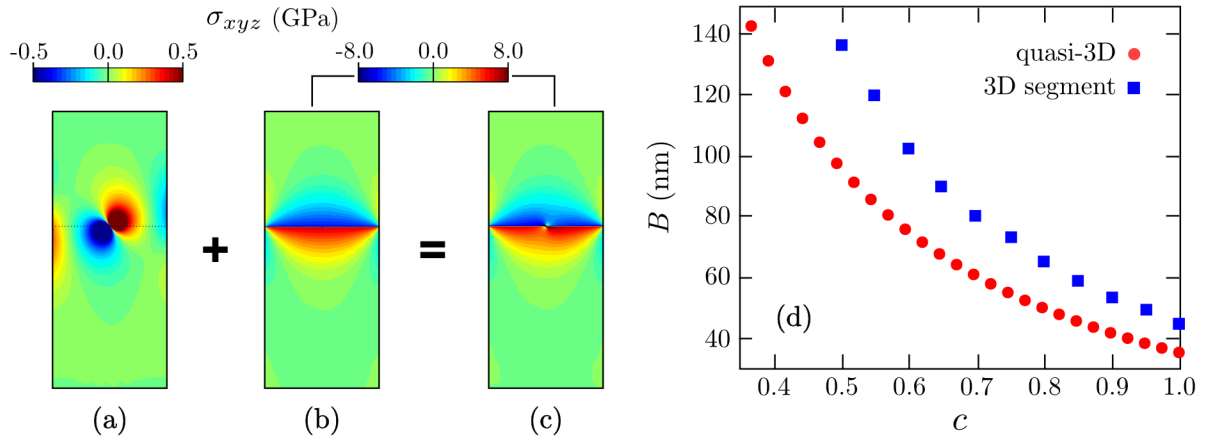 σxyz (GPa)
-0.5 0.0 0.5
-8.0 0.0 8.0
+
=
(a)
(b)
(c)
140
120
100
80
60
40
B (nm)
quasi-3D
3D segment
(d)
0.4 0.5 0.6 0.7 0.8 0.9 1.0
c